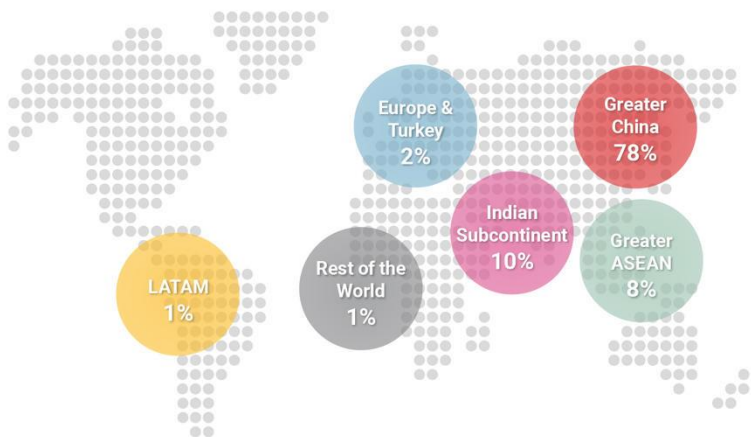 Europe &
Turkey
2%
Greater
China
78%
Indian
Subcontinent
10%
Greater
ASEAN
8%
LATAM
1%
Rest of the
World
1%